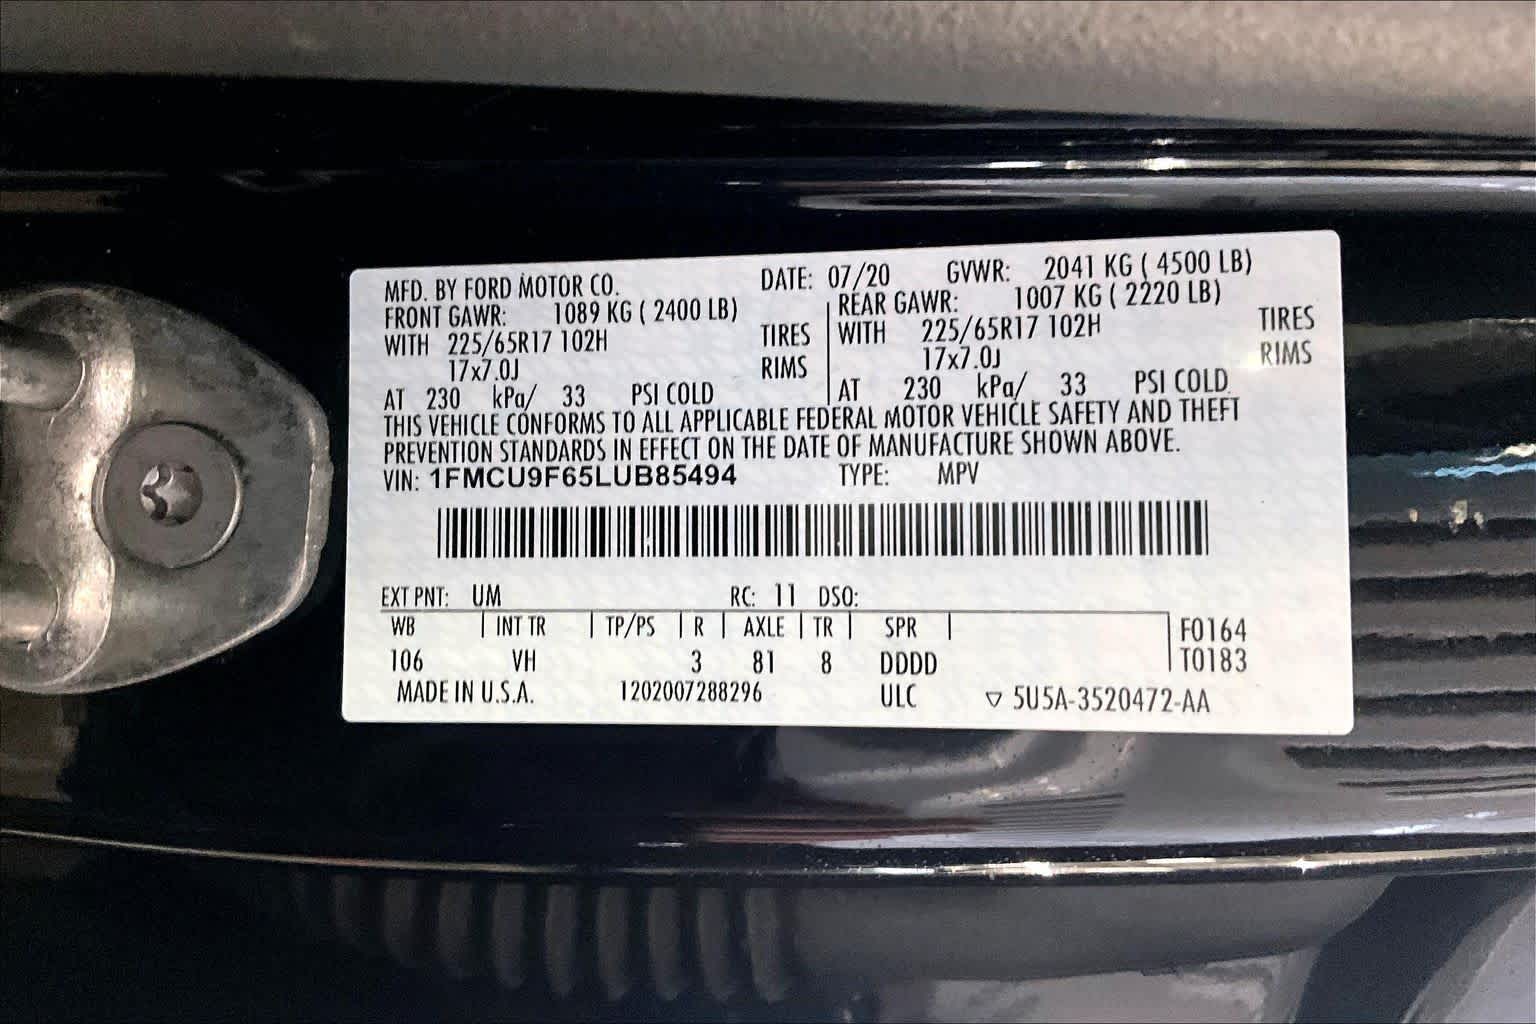 MFD. BY FORD MOTOR CO. DATE: 07/20 GVWR: 2041 KG ( 4500 LB)
FRONT GAWR: 1089 KG ( 2400 LB) REAR GAWR: 1007 KG ( 2220 LB)
WITH 225/65R17 102H TIRES WITH 225/65R17 102H TIRES
17x7.0J RIMS 17x7.0J RIMS
AT 230 kPa/ 33 PSI COLD AT 230 kPa/ 33 PSI COLD
THIS VEHICLE CONFORMS TO ALL APPLICABLE FEDERAL MOTOR VEHICLE SAFETY AND THEFT
PREVENTION STANDARDS IN EFFECT ON THE DATE OF MANUFACTURE SHOWN ABOVE.
VIN: 1FMCU9F65LUB85494 TYPE: MPV
EXT PNT: UM RC: 11 DSO:
WB INT TR TP/PS R AXLE TR SPR F0164
106 VH 3 81 8 DDDD T0183
MADE IN U.S.A. 1202007288296 ULC ▽ 5U5A-3520472-AA